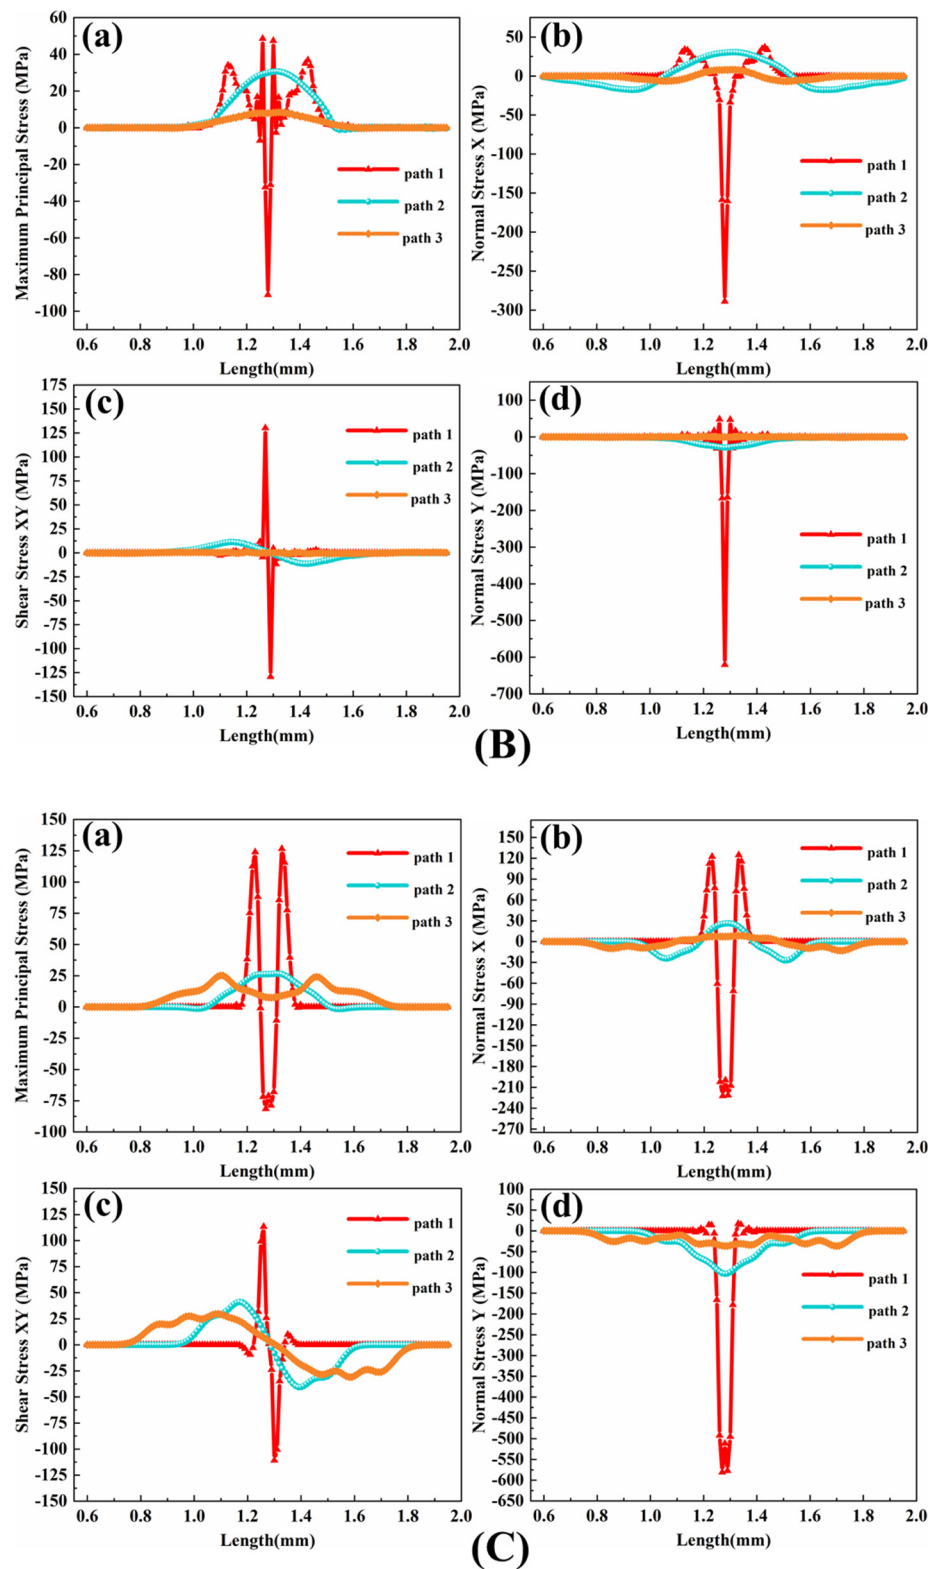 (a)
Maximum Principal Stress (MPa)
60
40
20
0
-20
-40
-60
-80
-100
path 1
path 2
path 3
0.6 0.8 1.0 1.2 1.4 1.6 1.8 2.0
Length(mm)
(b)
Normal Stress X (MPa)
50
0
-50
-100
-150
-200
-250
-300
path 1
path 2
path 3
0.6 0.8 1.0 1.2 1.4 1.6 1.8 2.0
Length(mm)
(c)
Shear Stress XY (MPa)
175
150
125
100
75
50
25
0
-25
-50
-75
-100
-125
-150
path 1
path 2
path 3
0.6 0.8 1.0 1.2 1.4 1.6 1.8 2.0
Length(mm)
(d)
Normal Stress Y (MPa)
100
0
-100
-200
-300
-400
-500
-600
-700
path 1
path 2
path 3
0.6 0.8 1.0 1.2 1.4 1.6 1.8 2.0
Length(mm)
(B)
(a)
Maximum Principal Stress (MPa)
150
125
100
75
50
25
0
-25
-50
-75
-100
path 1
path 2
path 3
0.6 0.8 1.0 1.2 1.4 1.6 1.8 2.0
Length(mm)
(b)
Normal Stress X (MPa)
150
120
90
60
30
0
-30
-60
-90
-120
-150
-180
-210
-240
-270
path 1
path 2
path 3
0.6 0.8 1.0 1.2 1.4 1.6 1.8 2.0
Length(mm)
(c)
Shear Stress XY (MPa)
150
125
100
75
50
25
0
-25
-50
-75
-100
-125
-150
path 1
path 2
path 3
0.6 0.8 1.0 1.2 1.4 1.6 1.8 2.0
Length(mm)
(d)
Normal Stress Y (MPa)
100
50
0
-50
-100
-150
-200
-250
-300
-350
-400
-450
-500
-550
-600
-650
path 1
path 2
path 3
0.6 0.8 1.0 1.2 1.4 1.6 1.8 2.0
Length(mm)
(C)